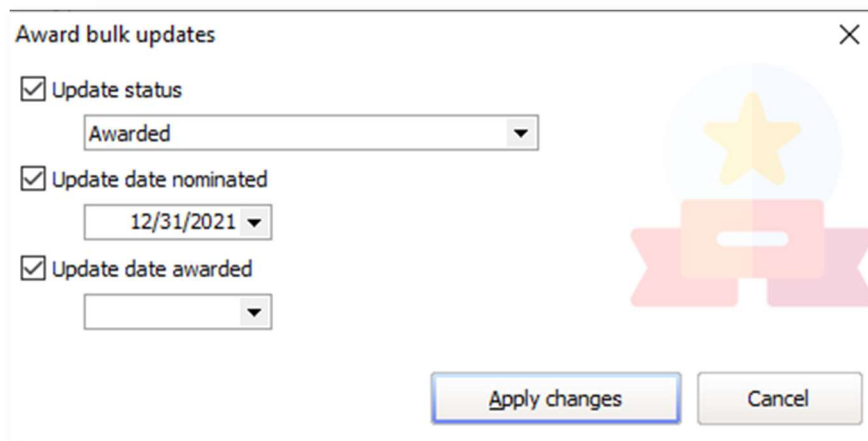 Award bulk updates
Update status
Awarded
Update date nominated
12/31/2021
Update date awarded
Apply changes
Cancel